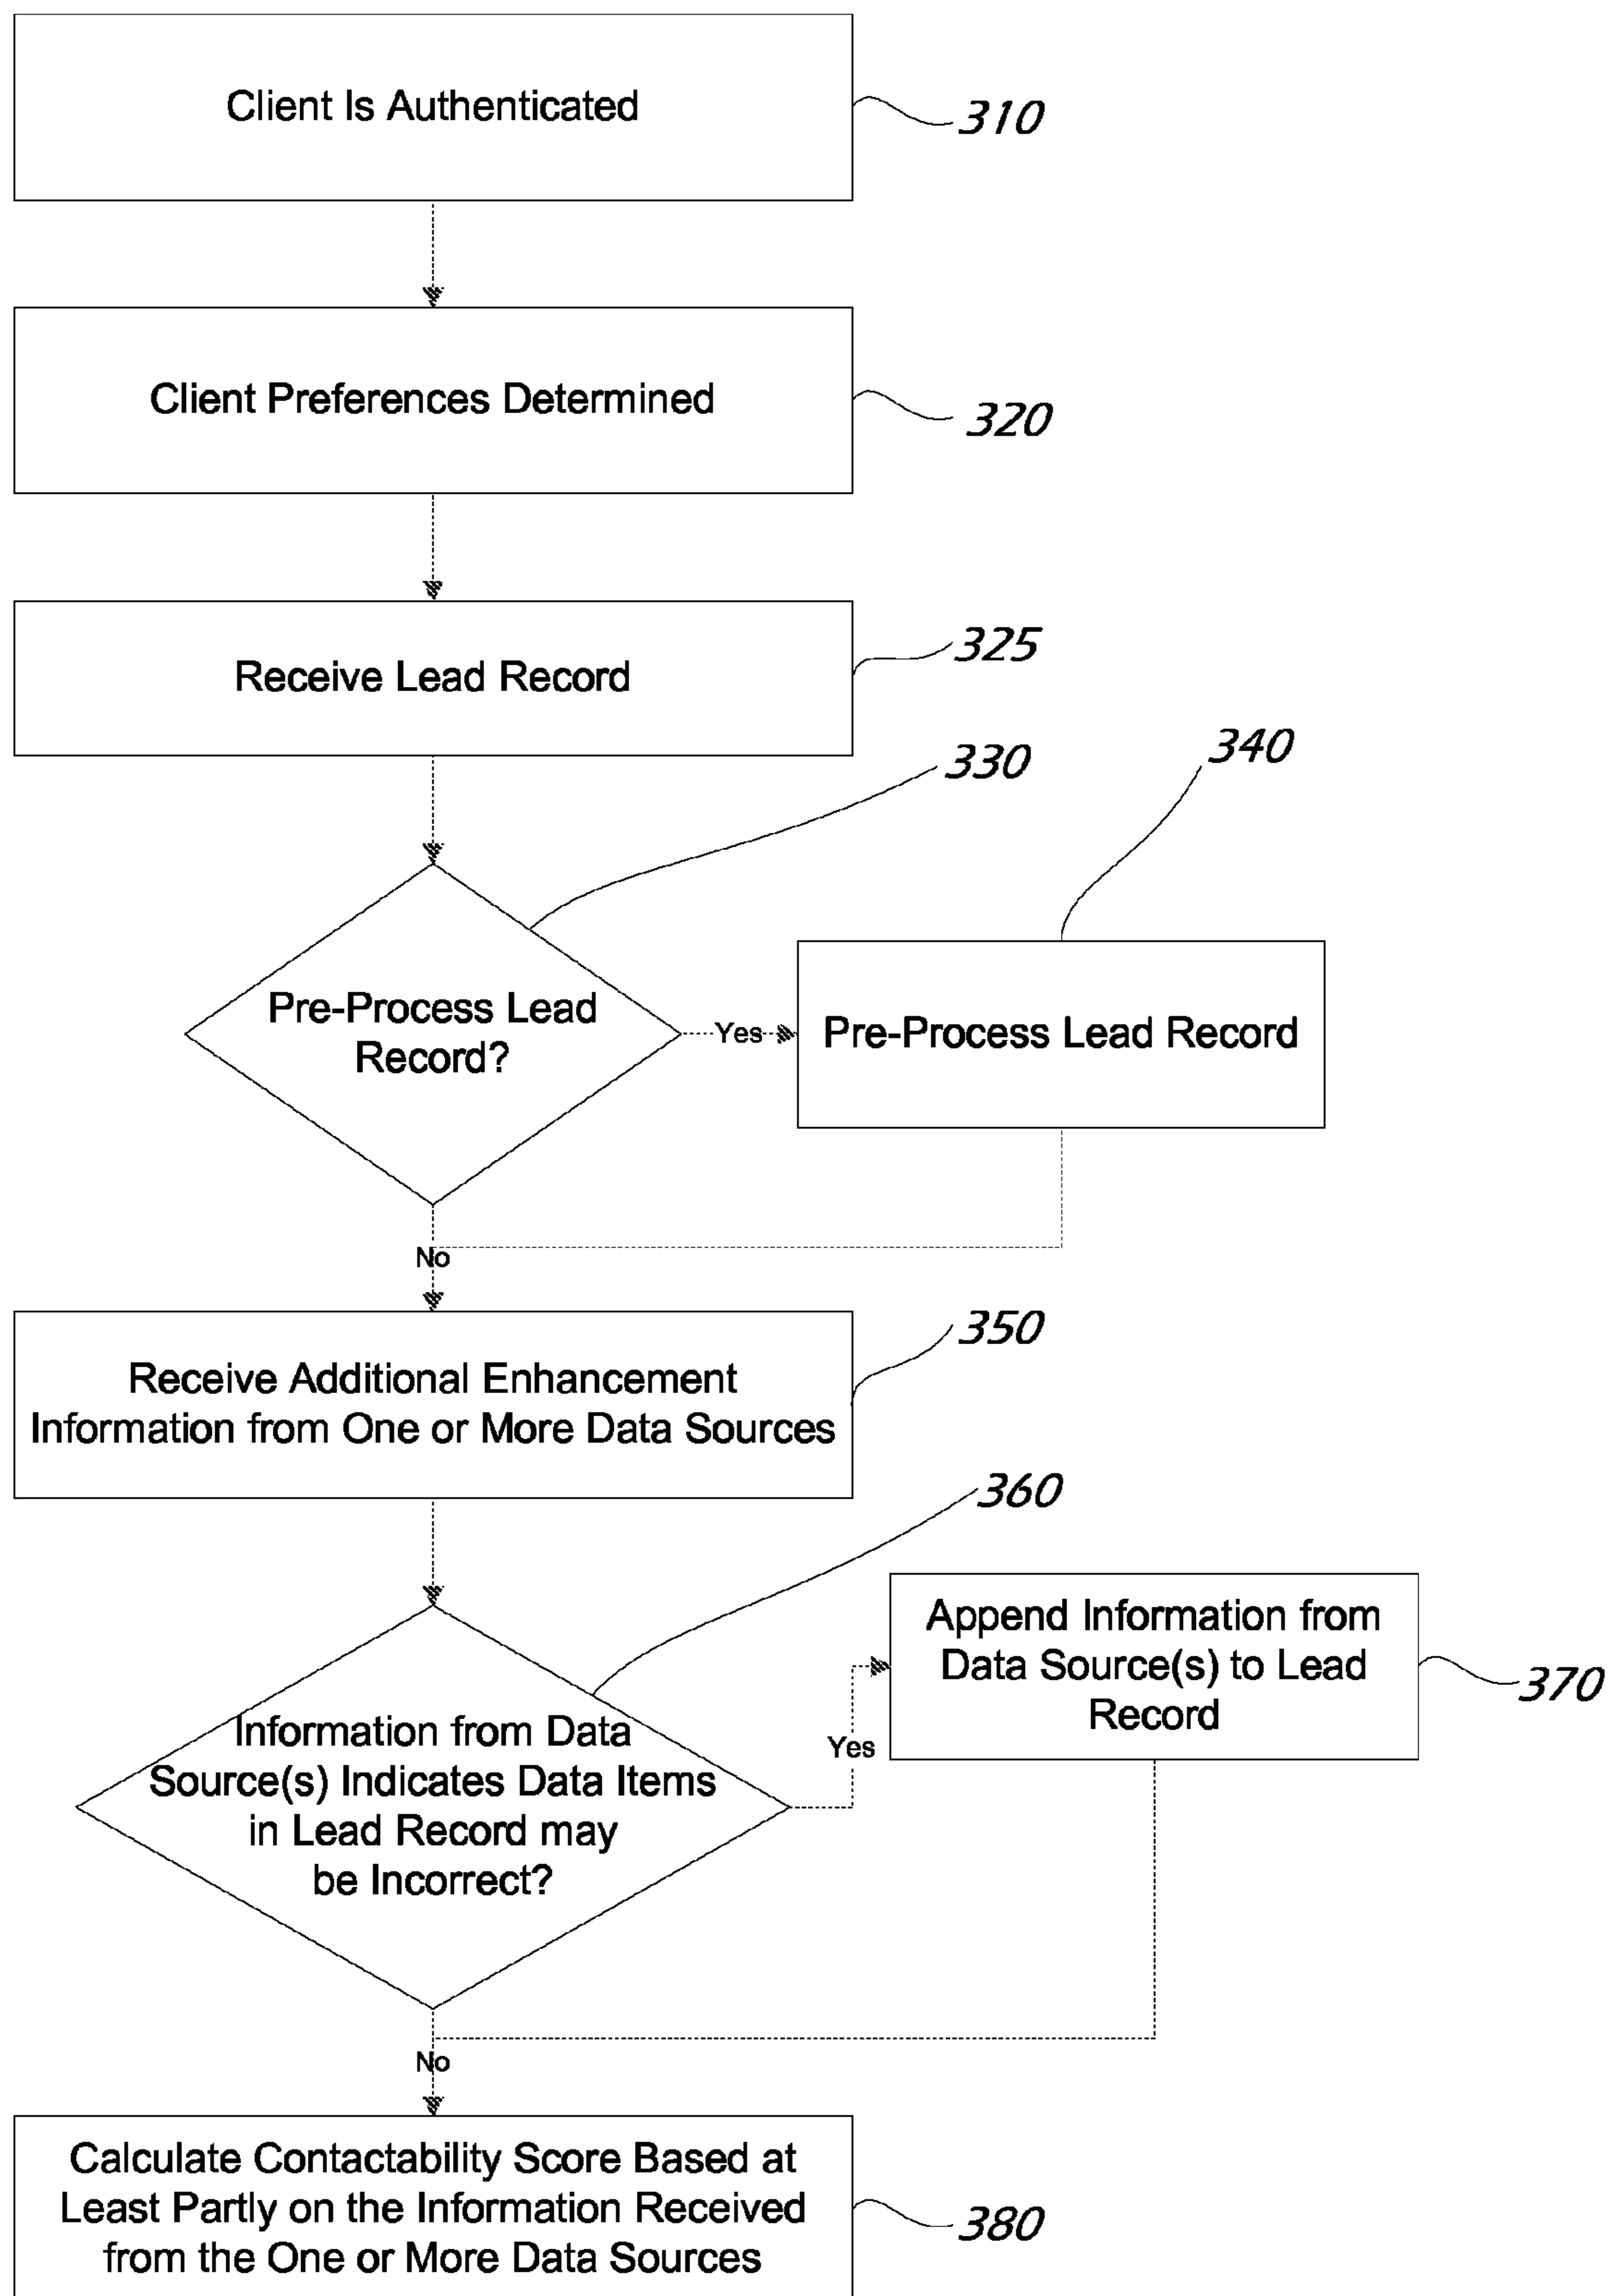 Client Is Authenticated
310
Client Preferences Determined
320
Receive Lead Record
325
330
340
Pre-Process Lead
Record?
Yes
Pre-Process Lead Record
No
350
Receive Additional Enhancement
Information from One or More Data Sources
360
Append Information from
Data Source(s) to Lead
Record
370
Information from Data
Source(s) Indicates Data Items
in Lead Record may
be Incorrect?
Yes
No
Calculate Contactability Score Based at
Least Partly on the Information Received
from the One or More Data Sources
380